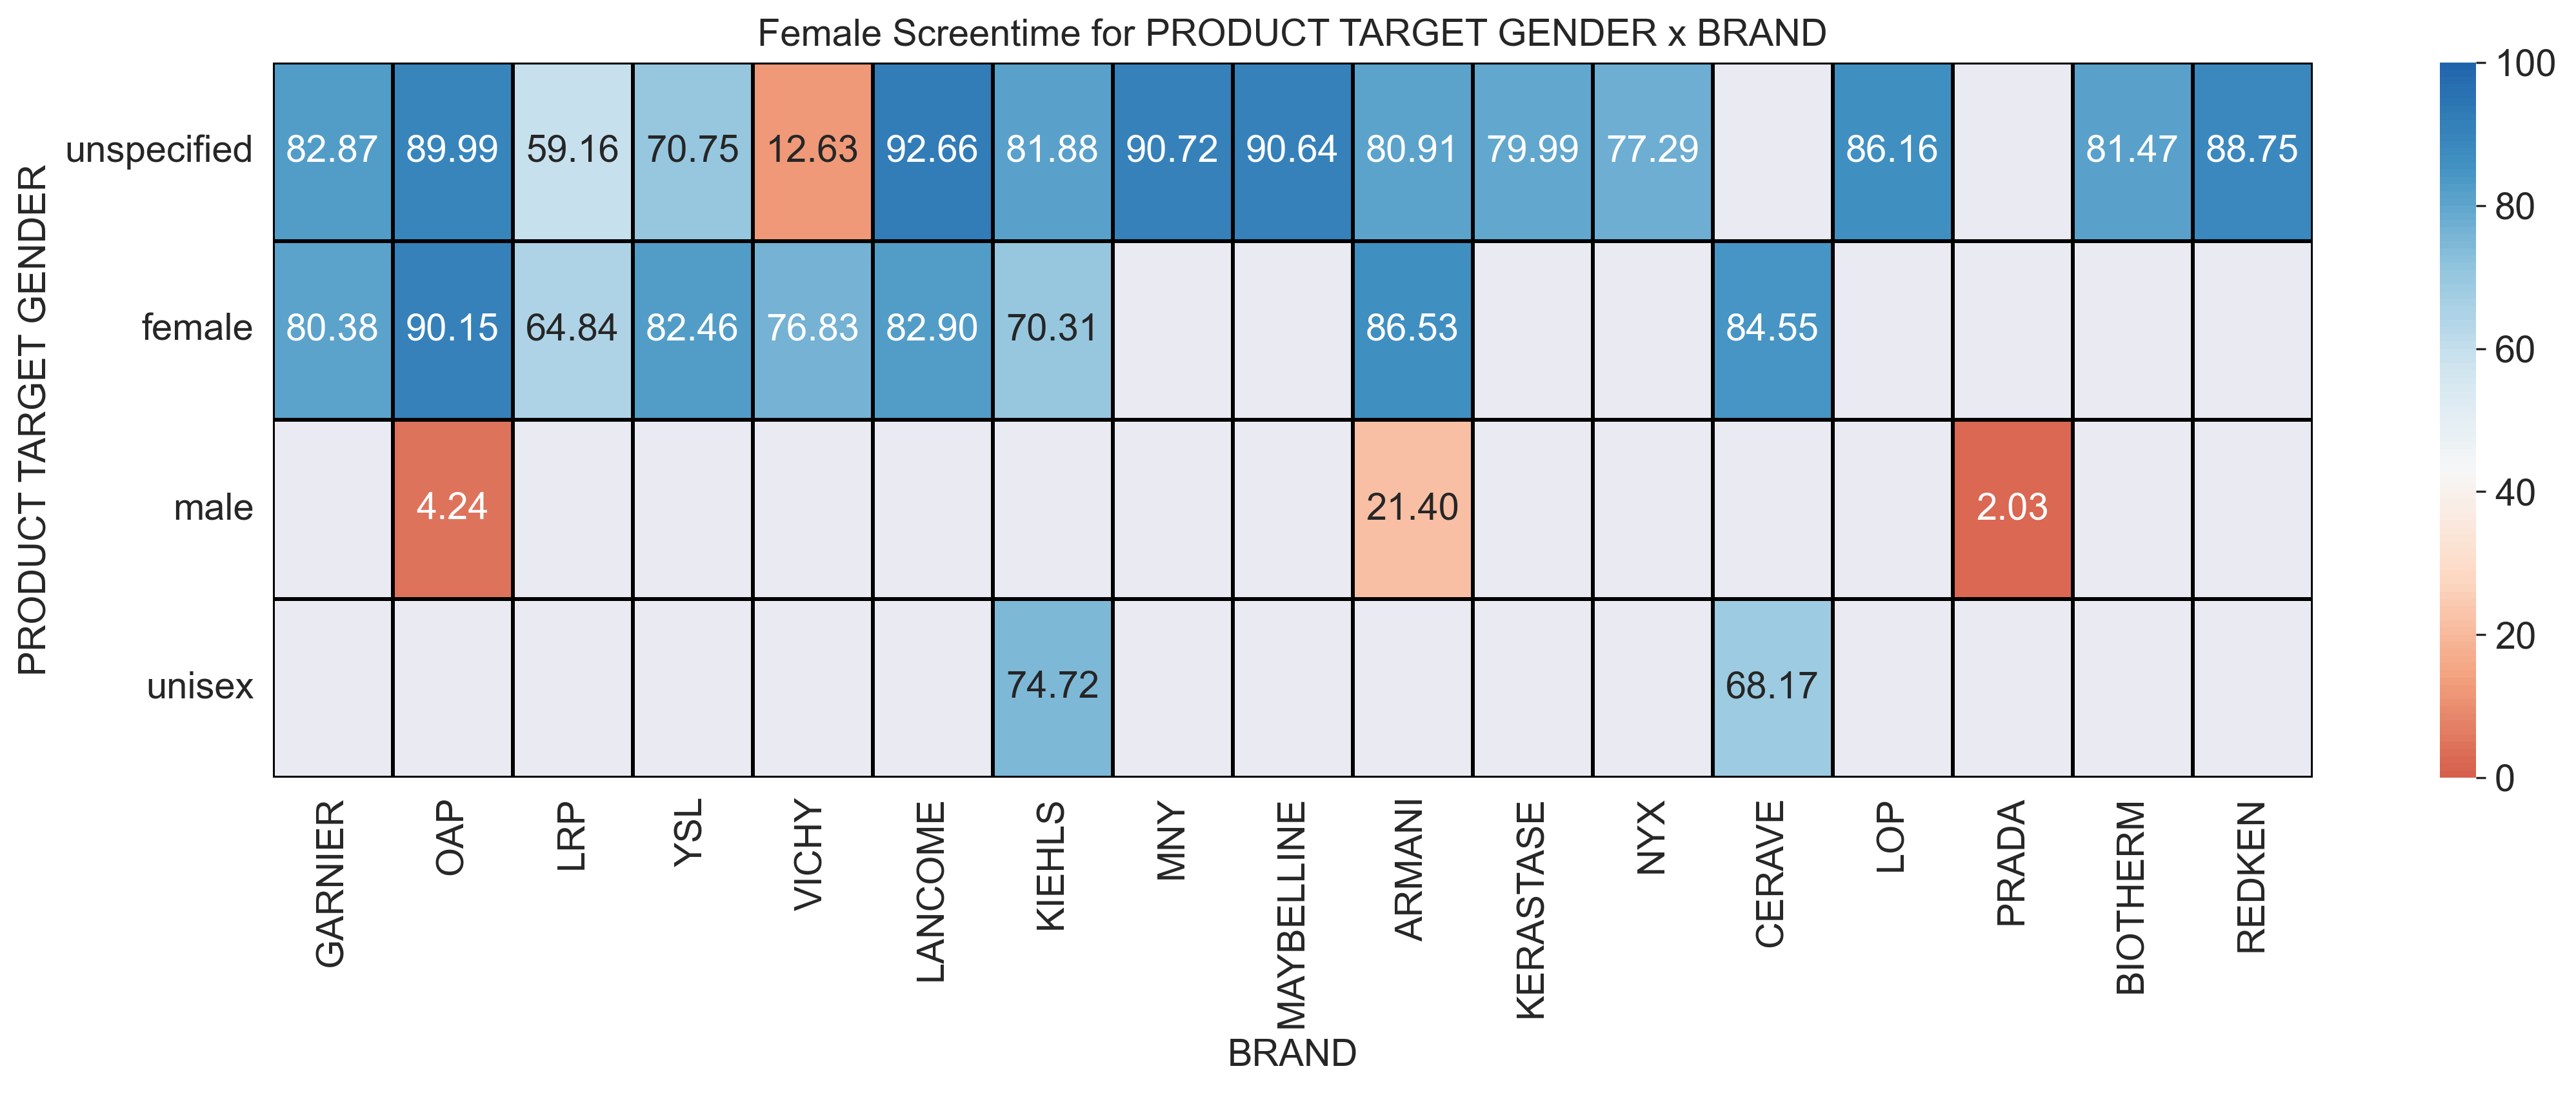 Female Screentime for PRODUCT TARGET GENDER x BRAND
PRODUCT TARGET GENDER
unspecified 82.87 89.99 59.16 70.75 12.63 92.66 81.88 90.72 90.64 80.91 79.99 77.29 86.16 81.47 88.75
female 80.38 90.15 64.84 82.46 76.83 82.90 70.31 86.53 84.55
male 4.24 21.40 2.03
unisex 74.72 68.17
GARNIER OAP LRP YSL VICHY LANCOME KIEHLS MNY MAYBELLINE ARMANI KERASTASE NYX CERAVE LOP PRADA BIOTHERM REDKEN
BRAND
100
80
60
40
20
0